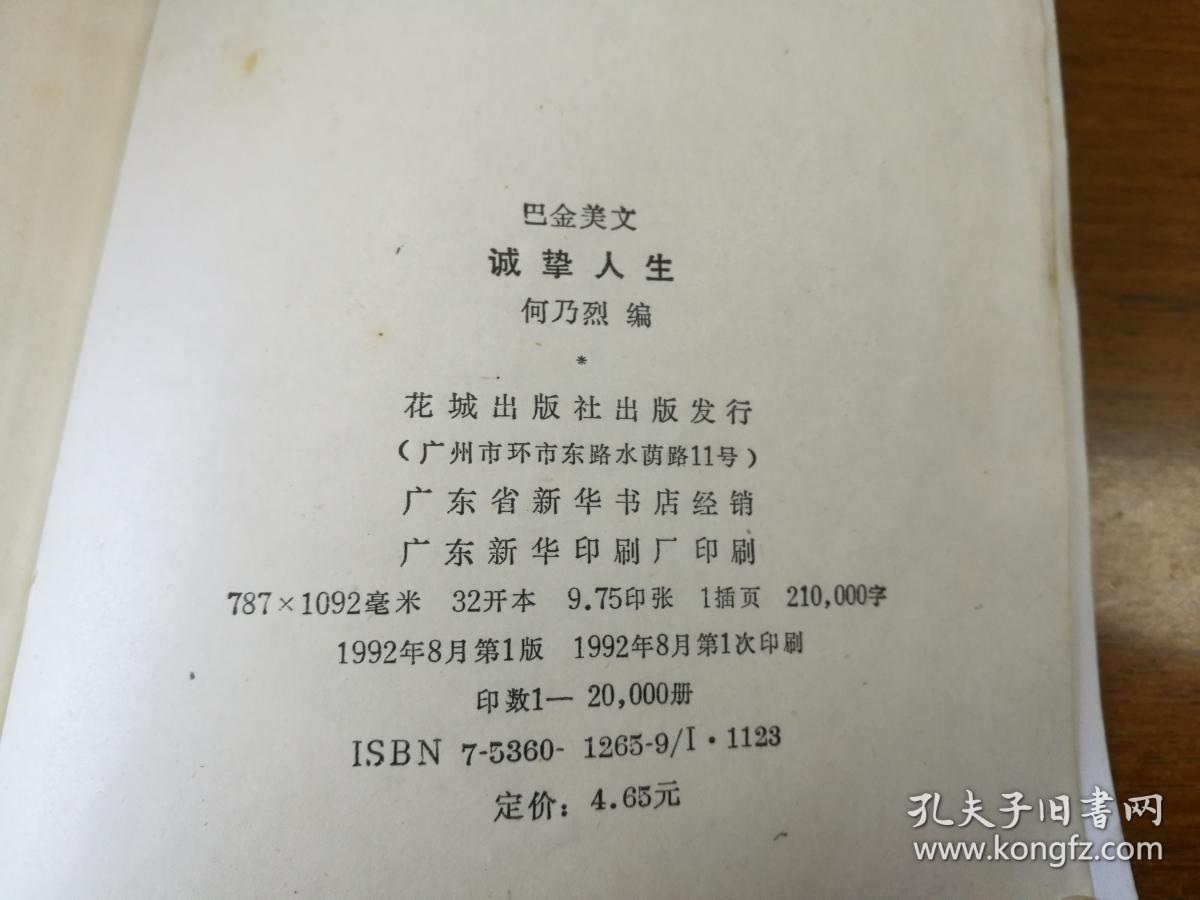 巴金美文
诚挚人生
何乃烈 编
*
花城出版社出版发行
（广州市环市东路水荫路11号）
广东省新华书店经销
广东新华印刷厂印刷
787×1092毫米 32开本 9.75印张 1插页 210,000字
1992年8月第1版 1992年8月第1次印刷
印数1— 20,000册
ISBN 7-5360- 1265-9/I·1123
定价：4.65元
孔夫子旧书网
www.kongfz.com